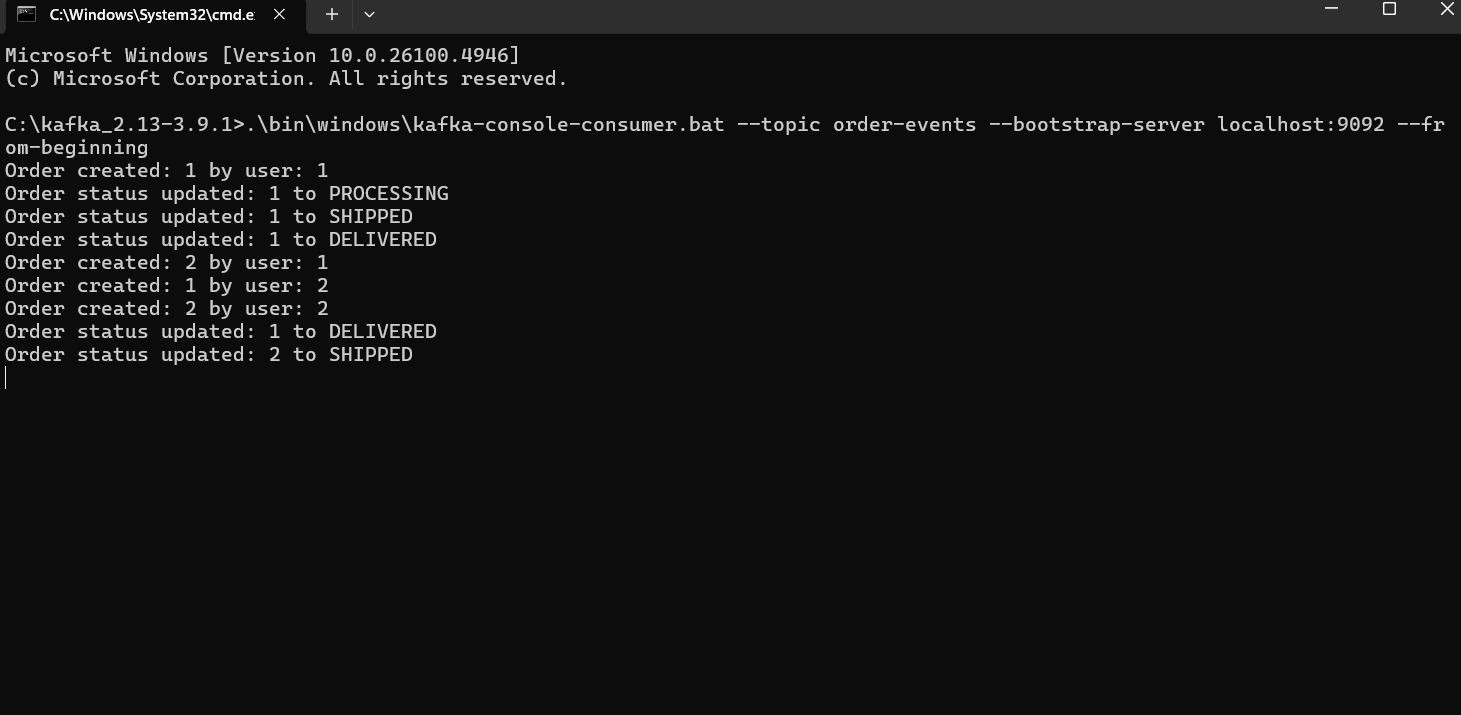 C:\Windows\System32\cmd.e
Microsoft Windows [Version 10.0.26100.4946]
(c) Microsoft Corporation. All rights reserved.
C:\kafka_2.13-3.9.1>.\bin\windows\kafka-console-consumer.bat --topic order-events --bootstrap-server localhost:9092 --fr
om-beginning
Order created: 1 by user: 1
Order status updated: 1 to PROCESSING
Order status updated: 1 to SHIPPED
Order status updated: 1 to DELIVERED
Order created: 2 by user: 1
Order created: 1 by user: 2
Order created: 2 by user: 2
Order status updated: 1 to DELIVERED
Order status updated: 2 to SHIPPED